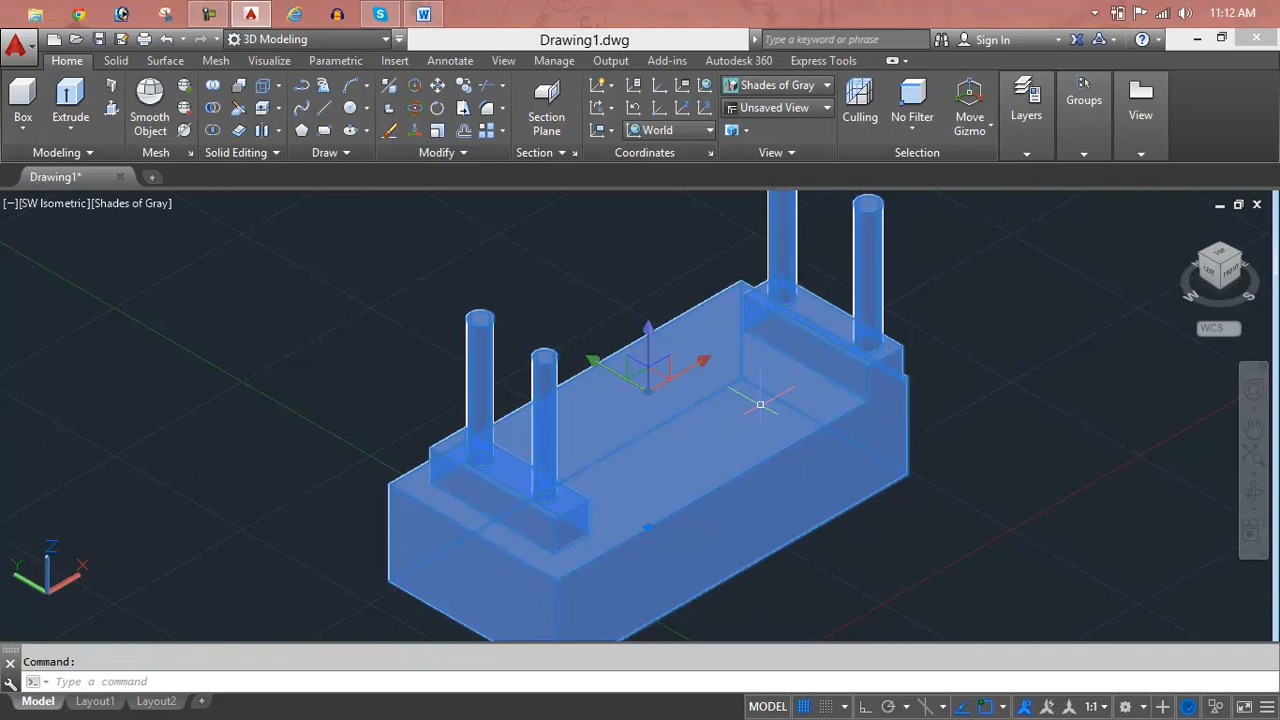 11:12 AM
3D Modeling
Drawing1.dwg
Type a keyword or phrase
Sign In
Home Solid Surface Mesh Visualize Parametric Insert Annotate View Manage Output Add-ins Autodesk 360 Express Tools
Box
Extrude
Smooth
Object
Section
Plane
Shades of Gray
Unsaved View
World
Culling
No Filter
Move
Gizmo
Layers
Groups
View
Modeling
Mesh
Solid Editing
Draw
Modify
Section
Coordinates
View
Selection
Drawing1*
[−][SW Isometric][Shades of Gray]
TOP
LEFT
FRONT
W
S
WCS
Z
Y
X
Command:
Type a command
Model Layout1 Layout2
MODEL
1:1